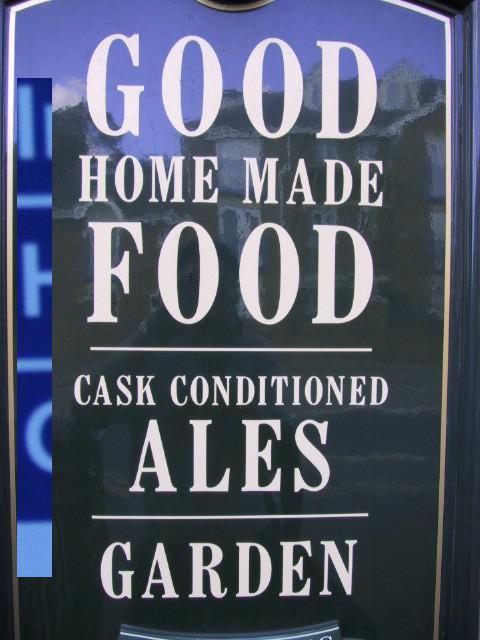 GOOD
HOME MADE
FOOD
CASK CONDITIONED
ALES
GARDEN